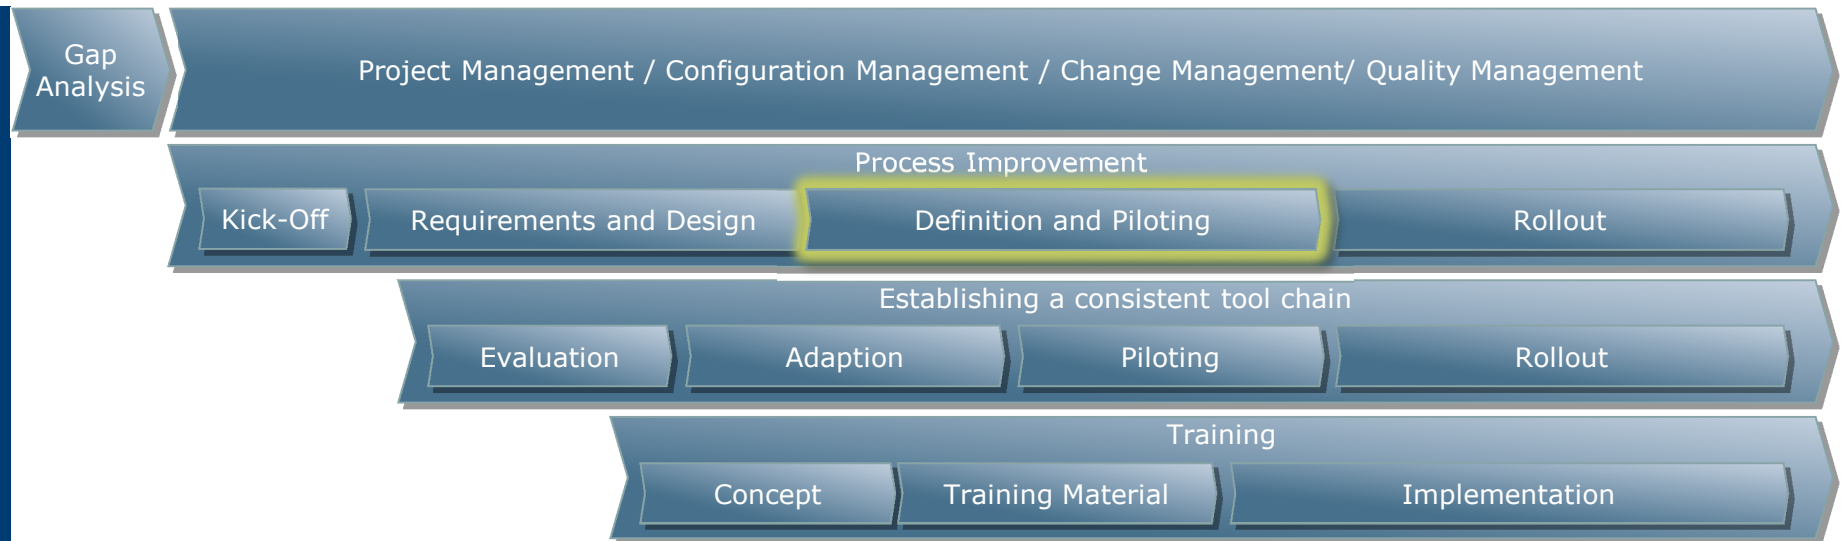 Gap
Analysis
Project Management / Configuration Management / Change Management/ Quality Management
Process Improvement
Kick-Off
Requirements and Design
Definition and Piloting
Rollout
Establishing a consistent tool chain
Evaluation
Adaption
Piloting
Rollout
Training
Concept
Training Material
Implementation